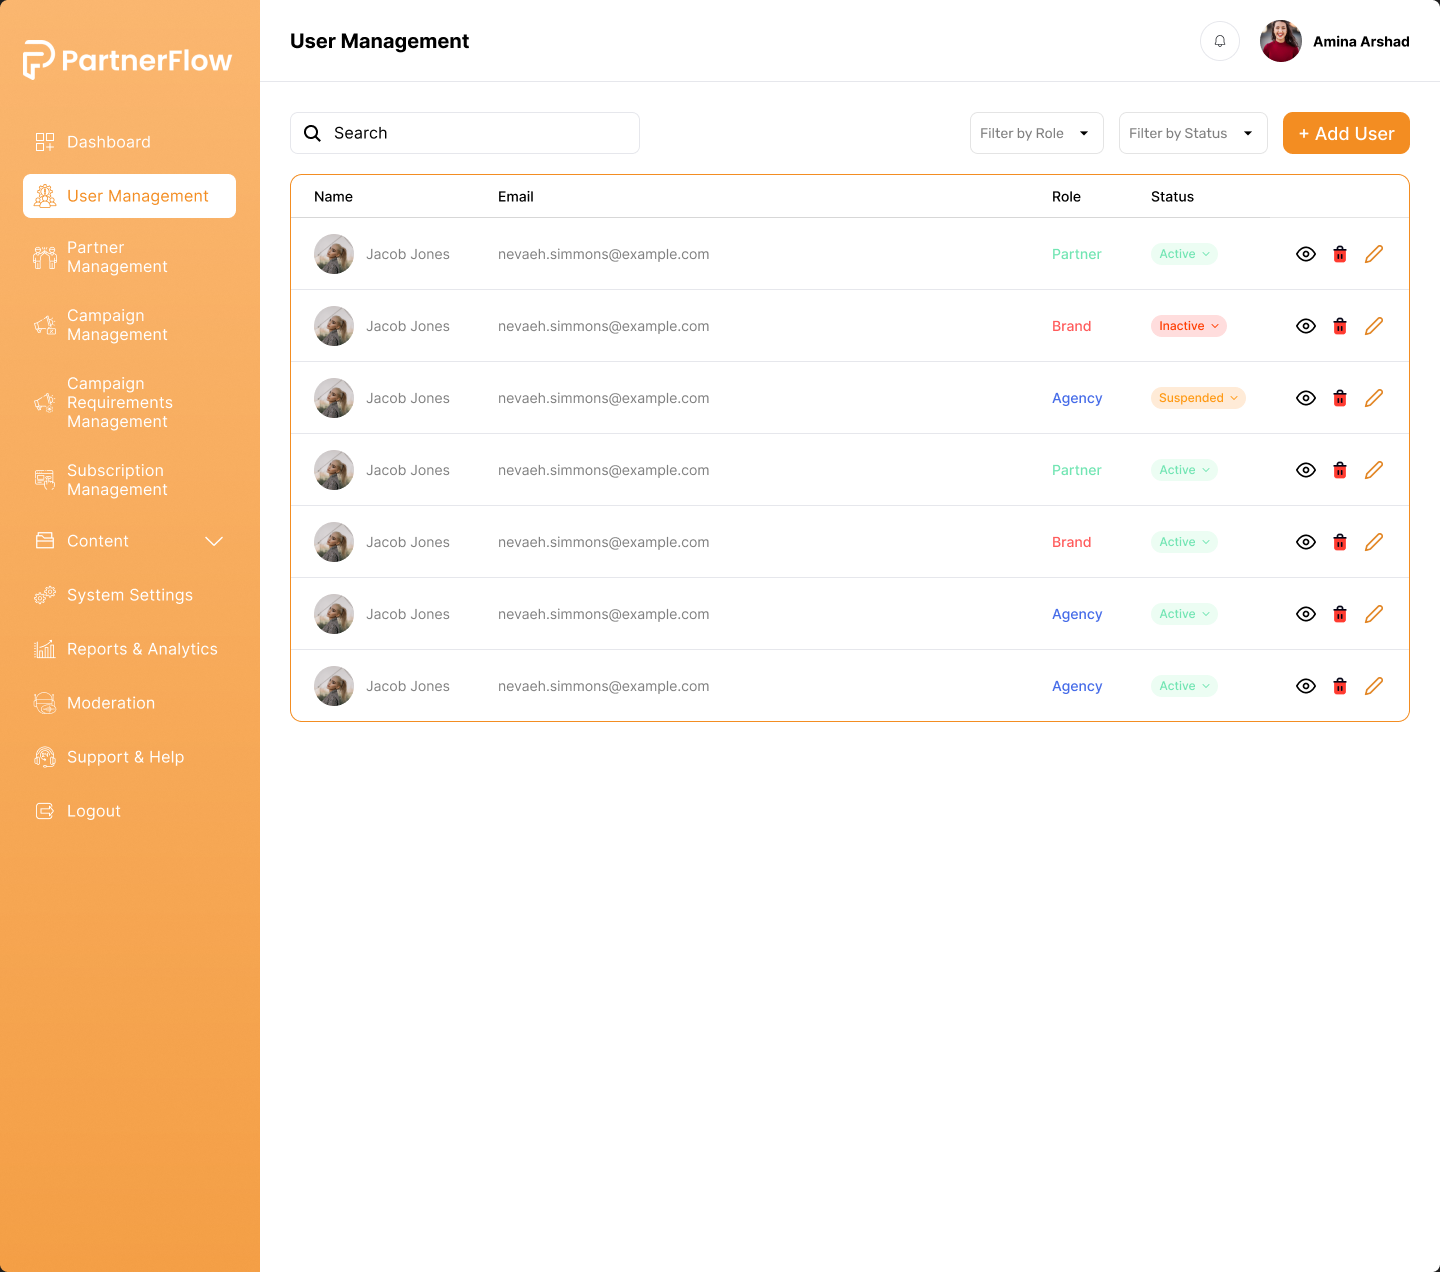 PartnerFlow
Dashboard
User Management
Partner
Management
Campaign
Management
Campaign
Requirements
Management
Subscription
Management
Content
System Settings
Reports & Analytics
Moderation
Support & Help
Logout
User Management
Amina Arshad
Search
Filter by Role
Filter by Status
+ Add User
Name Email Role Status
Jacob Jones nevaeh.simmons@example.com Partner Active
Jacob Jones nevaeh.simmons@example.com Brand Inactive
Jacob Jones nevaeh.simmons@example.com Agency Suspended
Jacob Jones nevaeh.simmons@example.com Partner Active
Jacob Jones nevaeh.simmons@example.com Brand Active
Jacob Jones nevaeh.simmons@example.com Agency Active
Jacob Jones nevaeh.simmons@example.com Agency Active